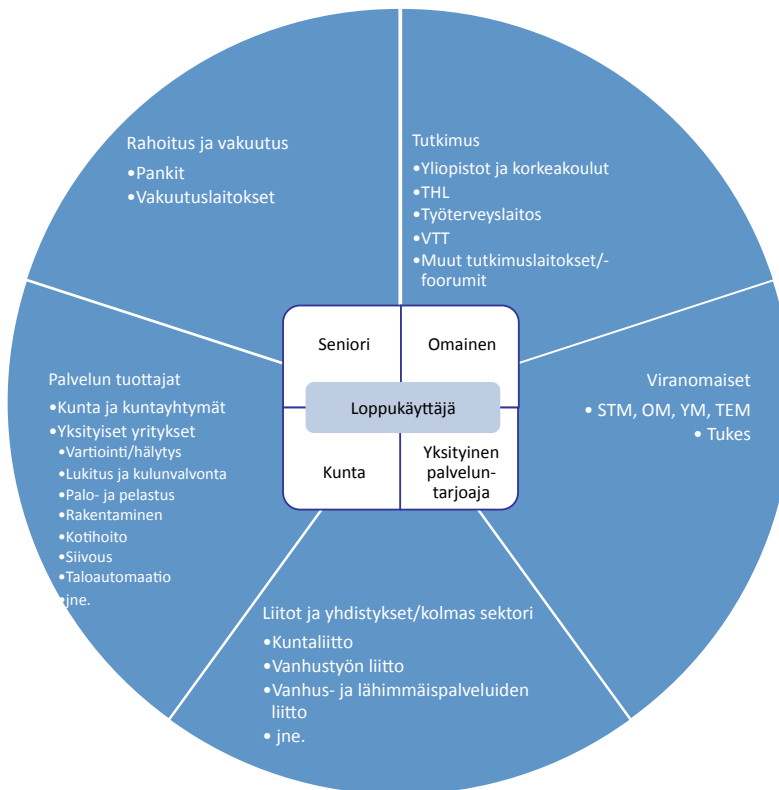 Rahoitus ja vakuutus
•Pankit
•Vakuutuslaitokset
Tutkimus
•Yliopistot ja korkeakoulut
•THL
•Työterveyslaitos
•VTT
•Muut tutkimuslaitokset/-
foorumit
Seniori
Omainen
Loppukäyttäjä
Kunta
Yksityinen
palvelun-
tarjoaja
Palvelun tuottajat
•Kunta ja kuntayhtymät
•Yksityiset yritykset
•Vartiointi/hälytys
•Lukitus ja kulunvalvonta
•Palo- ja pelastus
•Rakentaminen
•Kotihoito
•Siivous
•Taloautomaatio
•jne.
Viranomaiset
• STM, OM, YM, TEM
• Tukes
Liitot ja yhdistykset/kolmas sektori
•Kuntaliitto
•Vanhustyön liitto
•Vanhus- ja lähimmäispalveluiden
liitto
• jne.